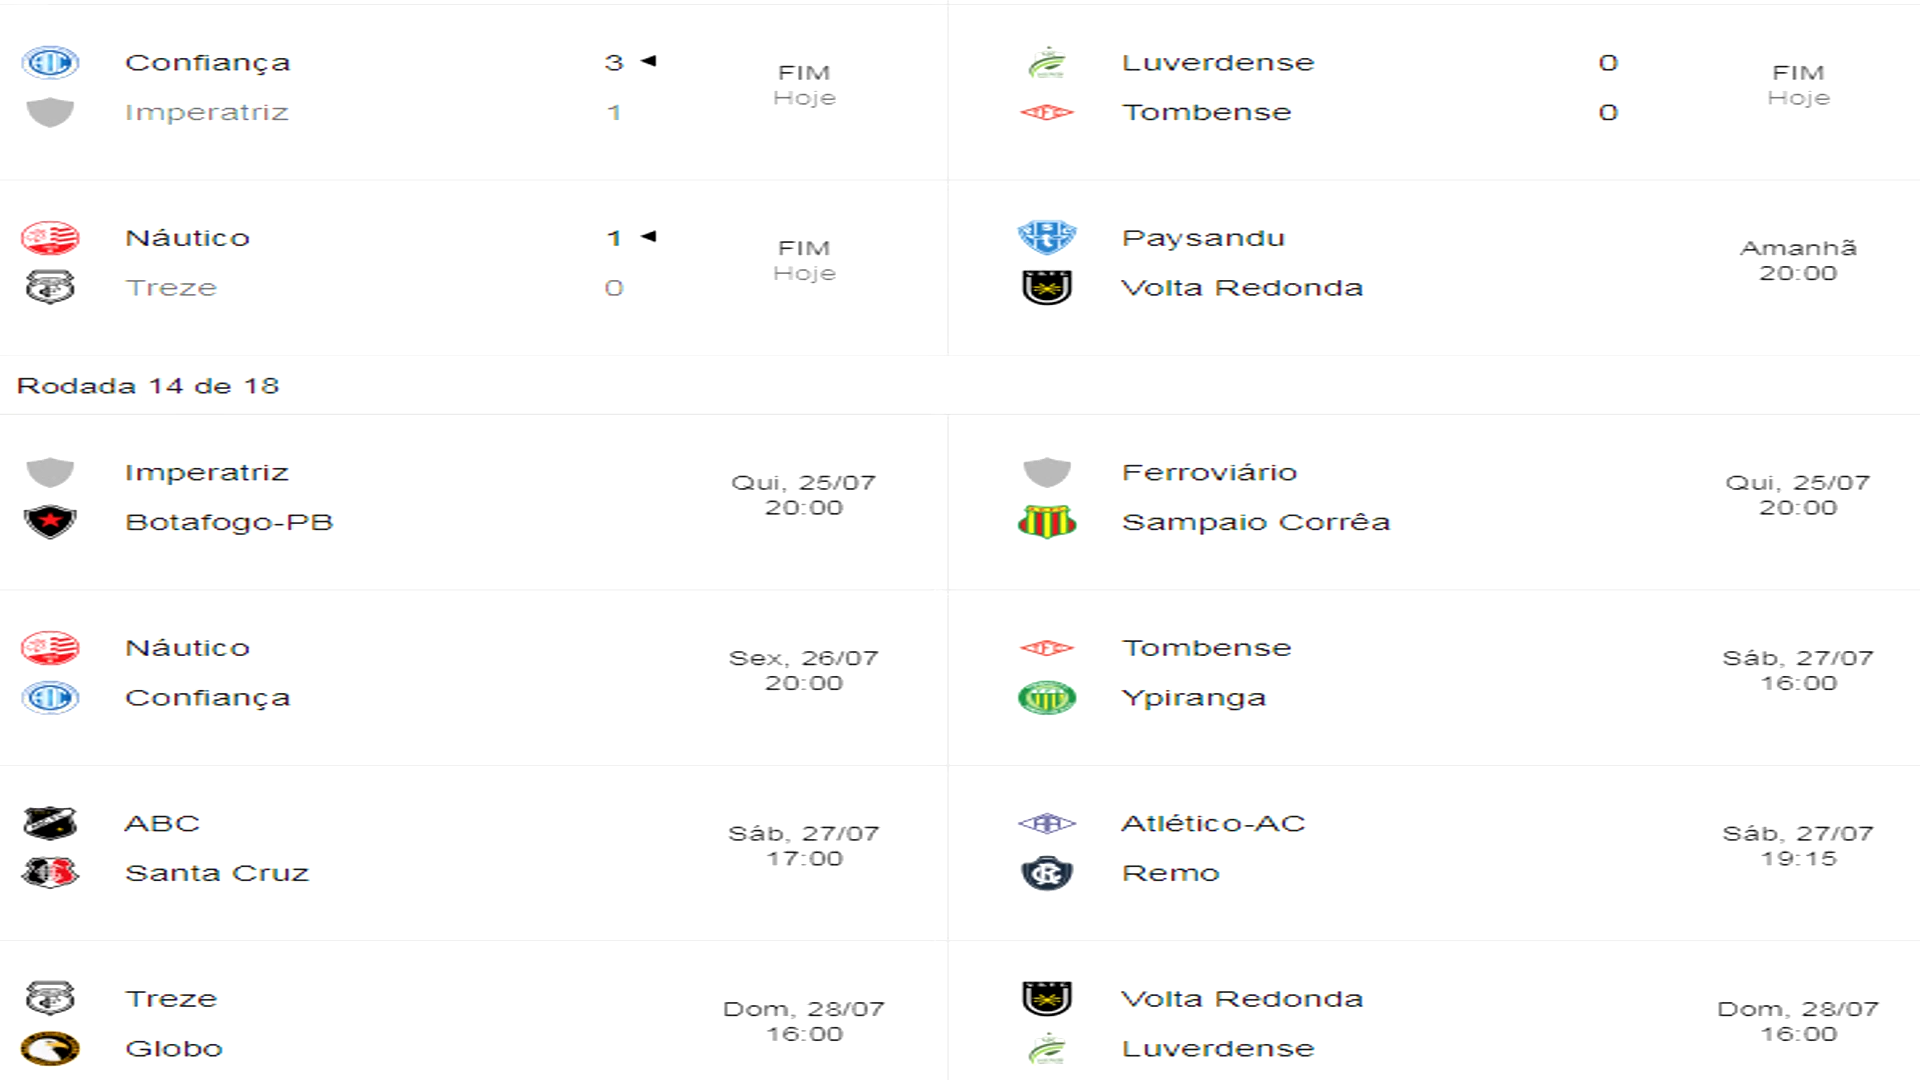 Confiança 3 ◄
FIM
Hoje
Imperatriz 1
Luverdense 0
FIM
Hoje
Tombense 0
Náutico 1 ◄
FIM
Hoje
Treze 0
Paysandu
Amanhã
20:00
Volta Redonda
Rodada 14 de 18
Imperatriz
Qui, 25/07
20:00
Botafogo-PB
Ferroviário
Qui, 25/07
20:00
Sampaio Corrêa
Náutico
Sex, 26/07
20:00
Confiança
Tombense
Sáb, 27/07
16:00
Ypiranga
ABC
Sáb, 27/07
17:00
Santa Cruz
Atlético-AC
Sáb, 27/07
19:15
Remo
Treze
Dom, 28/07
16:00
Globo
Volta Redonda
Dom, 28/07
16:00
Luverdense